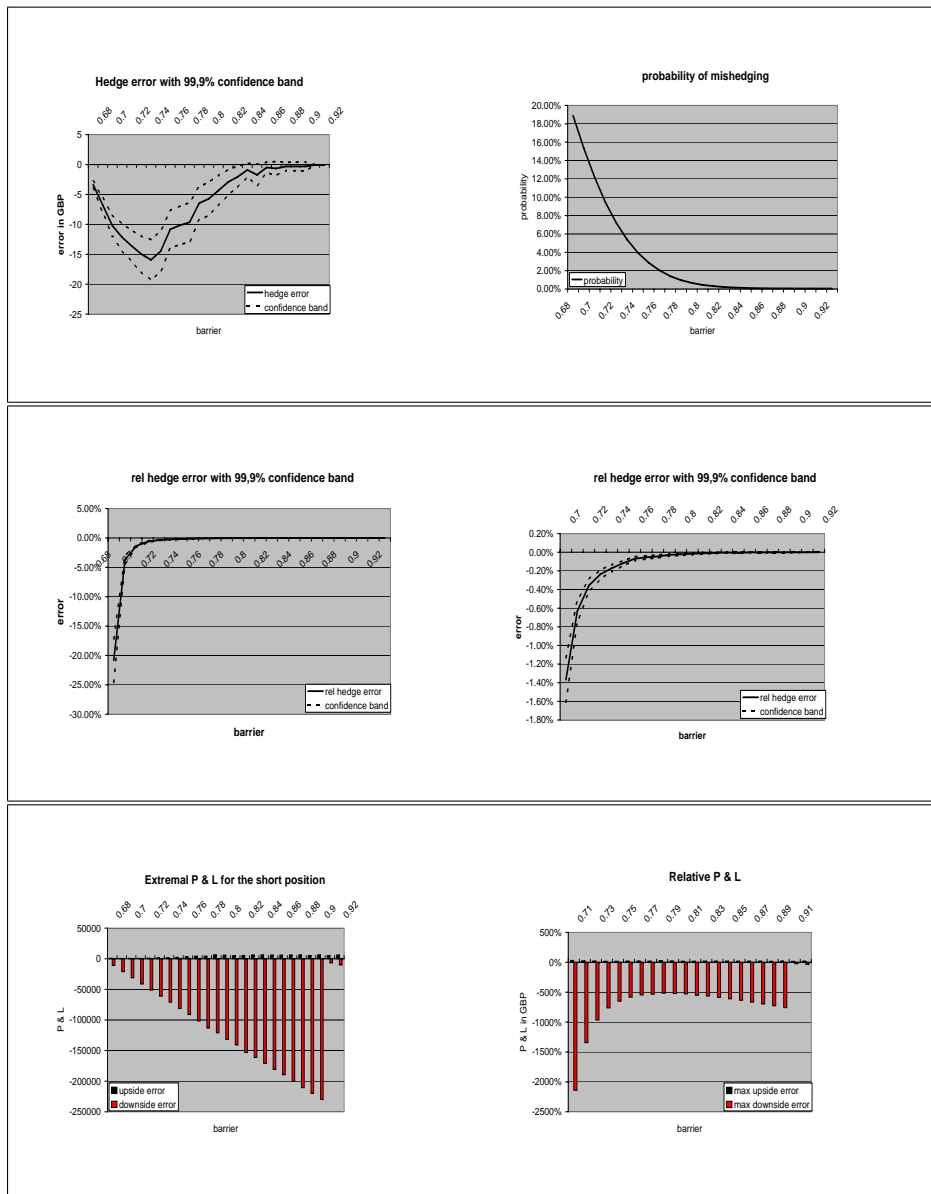 Hedge error with 99,9% confidence band
0.68 0.7 0.72 0.74 0.76 0.78 0.8 0.82 0.84 0.86 0.88 0.9 0.92
5
0
-5
-10
-15
-20
-25
error in GBP
hedge error
confidence band
barrier
probability of mishedging
20.00%
18.00%
16.00%
14.00%
12.00%
10.00%
8.00%
6.00%
4.00%
2.00%
0.00%
probability
probability
0.68 0.7 0.72 0.74 0.76 0.78 0.8 0.82 0.84 0.86 0.88 0.9 0.92
barrier
rel hedge error with 99,9% confidence band
5.00%
0.00%
-5.00%
-10.00%
-15.00%
-20.00%
-25.00%
-30.00%
error
0.68 0.7 0.72 0.74 0.76 0.78 0.8 0.82 0.84 0.86 0.88 0.9 0.92
rel hedge error
confidence band
barrier
rel hedge error with 99,9% confidence band
0.7 0.72 0.74 0.76 0.78 0.8 0.82 0.84 0.86 0.88 0.9 0.92
0.20%
0.00%
-0.20%
-0.40%
-0.60%
-0.80%
-1.00%
-1.20%
-1.40%
-1.60%
-1.80%
error
rel hedge error
confidence band
barrier
Extremal P & L for the short position
0.68 0.7 0.72 0.74 0.76 0.78 0.8 0.82 0.84 0.86 0.88 0.9 0.92
50000
0
-50000
-100000
-150000
-200000
-250000
P & L
upside error
downside error
barrier
Relative P & L
0.71 0.73 0.75 0.77 0.79 0.81 0.83 0.85 0.87 0.89 0.91
500%
0%
-500%
-1000%
-1500%
-2000%
-2500%
P & L in GBP
max upside error
max downside error
barrier